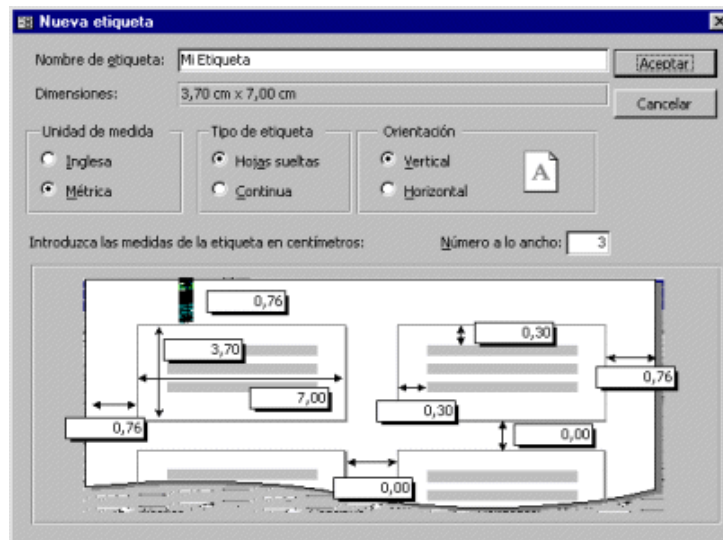 Nueva etiqueta
Nombre de etiqueta: Mi Etiqueta
Aceptar
Dimensiones: 3,70 cm x 7,00 cm
Cancelar
Unidad de medida Tipo de etiqueta Orientación
Inglesa Hojas sueltas Vertical
A
Métrica Continua Horizontal
Introduzca las medidas de la etiqueta en centímetros: Número a lo ancho: 3
0,76
0,30
3,70
0,76
7,00
0,30
0,76
0,00
0,00